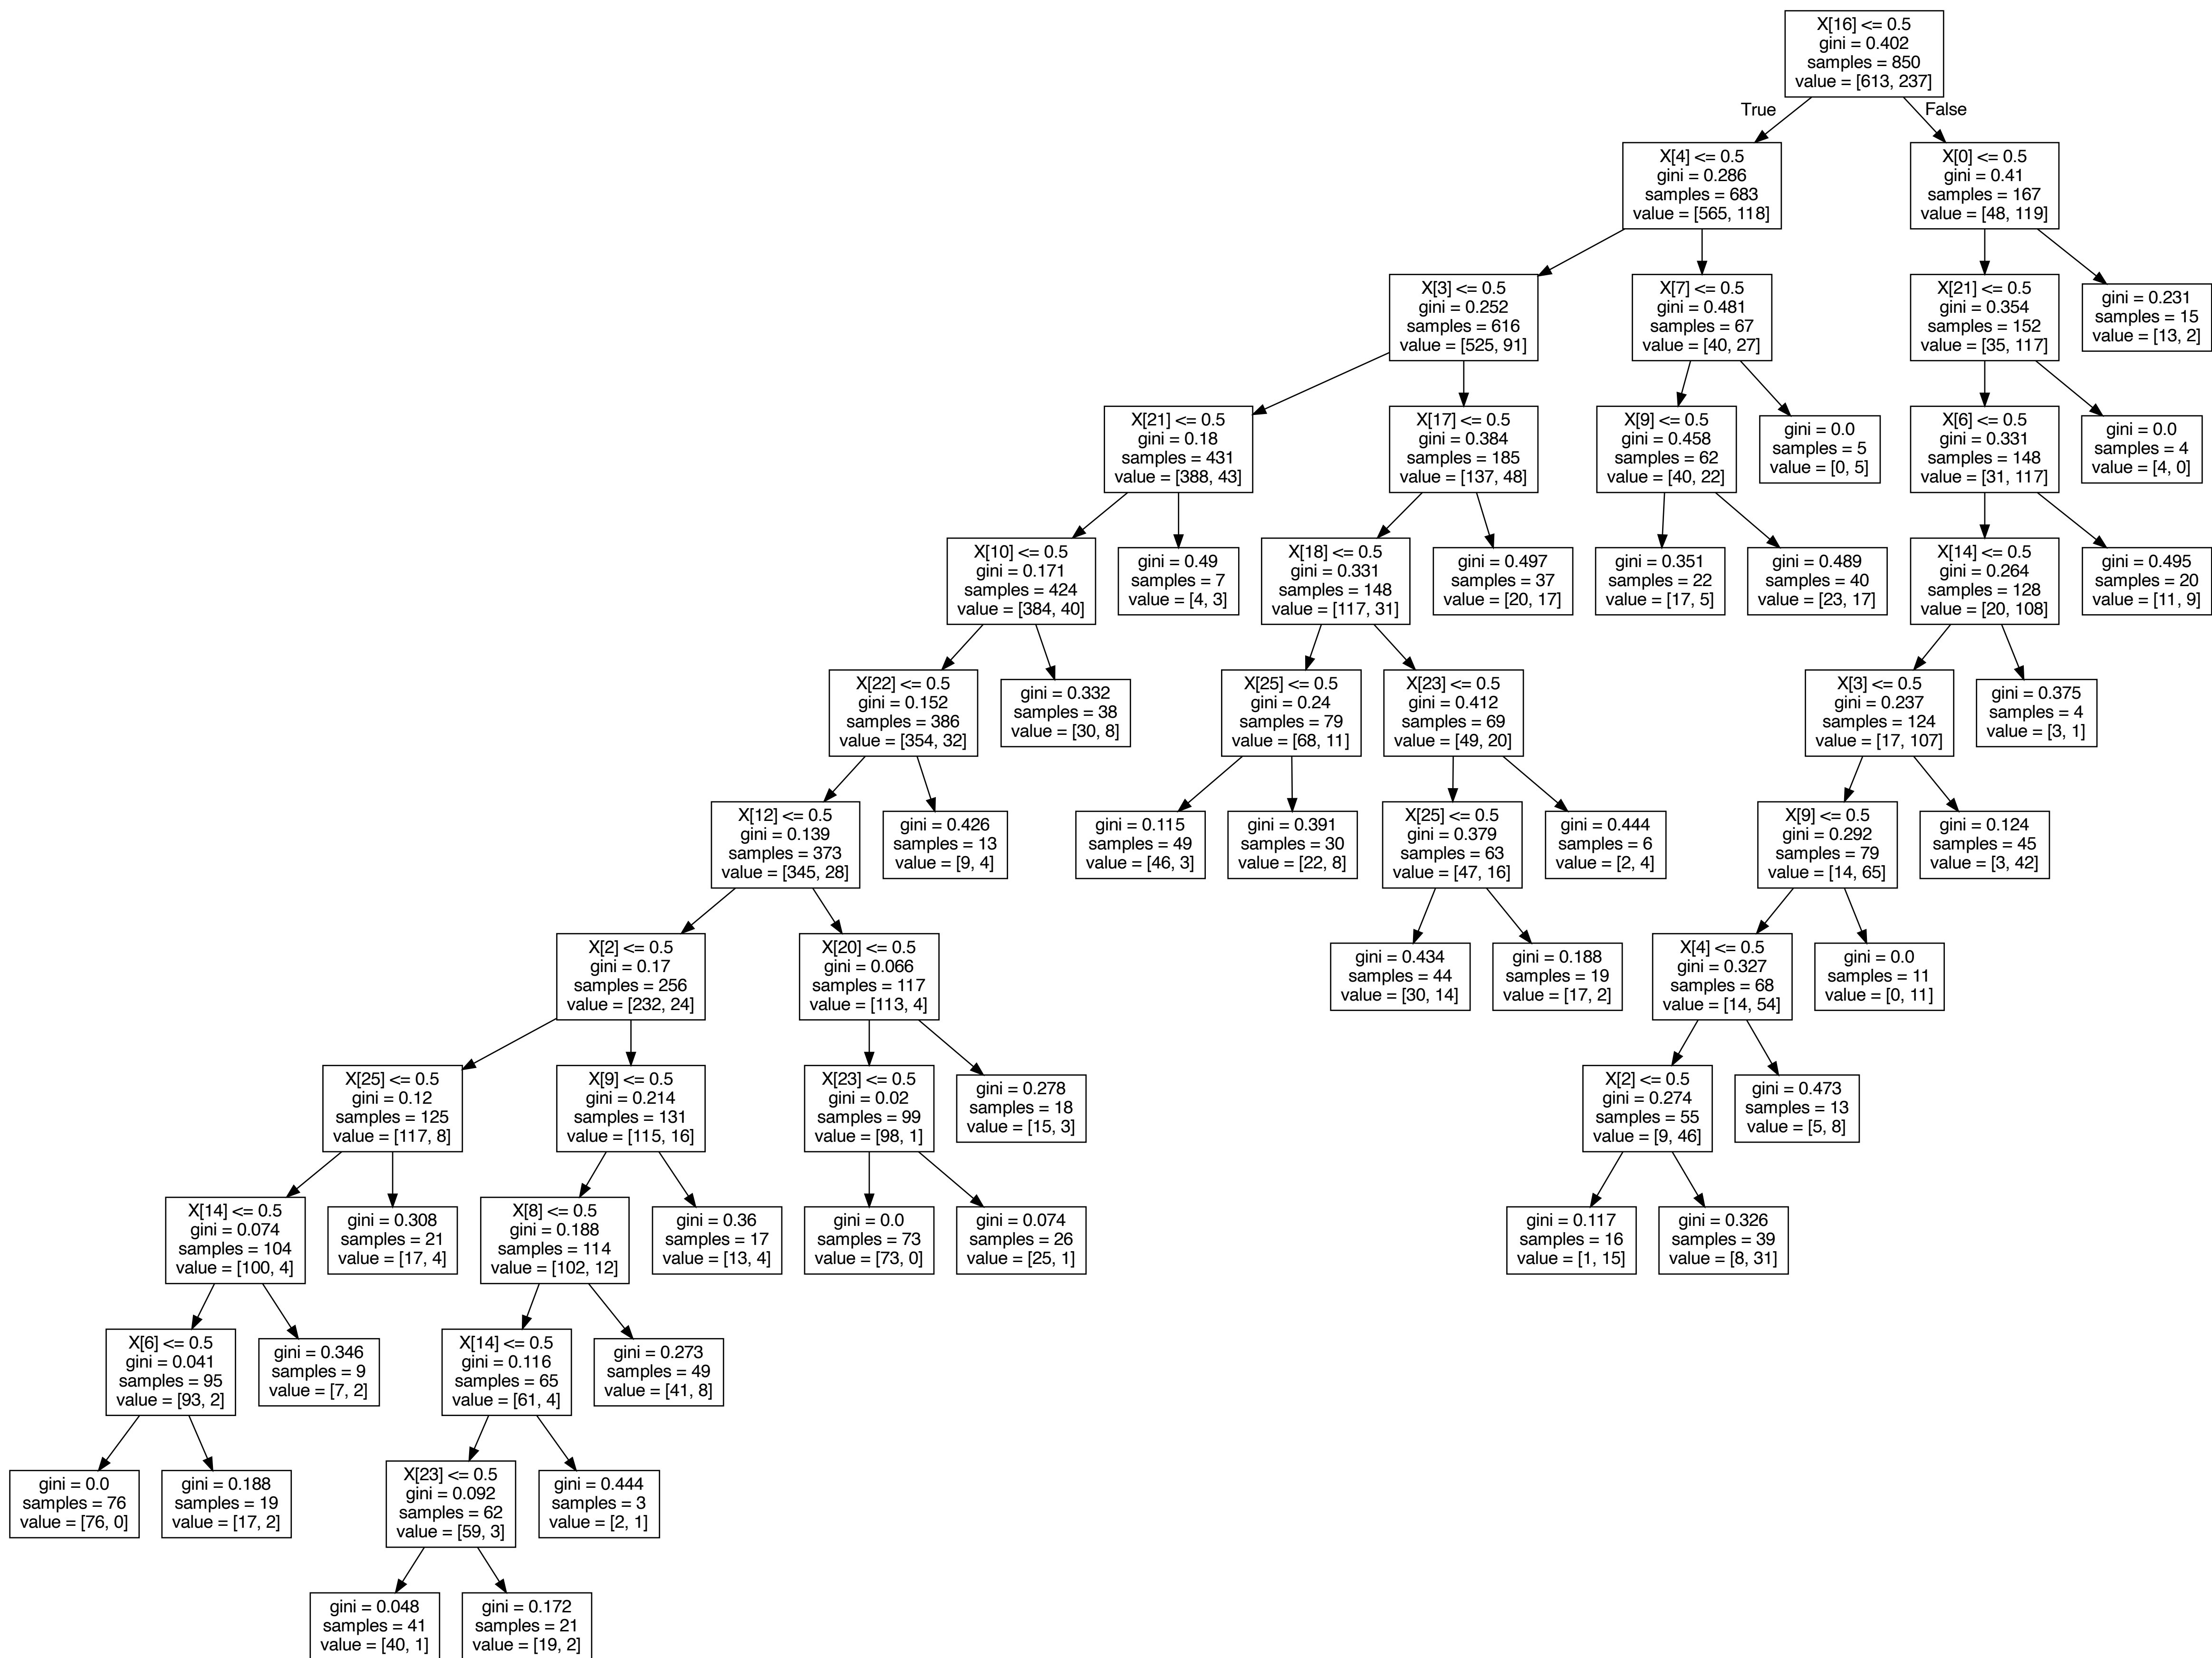 X[16] <= 0.5
gini = 0.402
samples = 850
value = [613, 237]
True
False
X[4] <= 0.5
gini = 0.286
samples = 683
value = [565, 118]
X[0] <= 0.5
gini = 0.41
samples = 167
value = [48, 119]
X[3] <= 0.5
gini = 0.252
samples = 616
value = [525, 91]
X[7] <= 0.5
gini = 0.481
samples = 67
value = [40, 27]
X[21] <= 0.5
gini = 0.354
samples = 152
value = [35, 117]
gini = 0.231
samples = 15
value = [13, 2]
X[21] <= 0.5
gini = 0.18
samples = 431
value = [388, 43]
X[17] <= 0.5
gini = 0.384
samples = 185
value = [137, 48]
X[9] <= 0.5
gini = 0.458
samples = 62
value = [40, 22]
gini = 0.0
samples = 5
value = [0, 5]
X[6] <= 0.5
gini = 0.331
samples = 148
value = [31, 117]
gini = 0.0
samples = 4
value = [4, 0]
X[10] <= 0.5
gini = 0.171
samples = 424
value = [384, 40]
gini = 0.49
samples = 7
value = [4, 3]
X[18] <= 0.5
gini = 0.331
samples = 148
value = [117, 31]
gini = 0.497
samples = 37
value = [20, 17]
gini = 0.351
samples = 22
value = [17, 5]
gini = 0.489
samples = 40
value = [23, 17]
X[14] <= 0.5
gini = 0.264
samples = 128
value = [20, 108]
gini = 0.495
samples = 20
value = [11, 9]
X[22] <= 0.5
gini = 0.152
samples = 386
value = [354, 32]
gini = 0.332
samples = 38
value = [30, 8]
X[25] <= 0.5
gini = 0.24
samples = 79
value = [68, 11]
X[23] <= 0.5
gini = 0.412
samples = 69
value = [49, 20]
X[3] <= 0.5
gini = 0.237
samples = 124
value = [17, 107]
gini = 0.375
samples = 4
value = [3, 1]
X[12] <= 0.5
gini = 0.139
samples = 373
value = [345, 28]
gini = 0.426
samples = 13
value = [9, 4]
gini = 0.115
samples = 49
value = [46, 3]
gini = 0.391
samples = 30
value = [22, 8]
X[25] <= 0.5
gini = 0.379
samples = 63
value = [47, 16]
gini = 0.444
samples = 6
value = [2, 4]
X[9] <= 0.5
gini = 0.292
samples = 79
value = [14, 65]
gini = 0.124
samples = 45
value = [3, 42]
X[2] <= 0.5
gini = 0.17
samples = 256
value = [232, 24]
X[20] <= 0.5
gini = 0.066
samples = 117
value = [113, 4]
gini = 0.434
samples = 44
value = [30, 14]
gini = 0.188
samples = 19
value = [17, 2]
X[4] <= 0.5
gini = 0.327
samples = 68
value = [14, 54]
gini = 0.0
samples = 11
value = [0, 11]
X[25] <= 0.5
gini = 0.12
samples = 125
value = [117, 8]
X[9] <= 0.5
gini = 0.214
samples = 131
value = [115, 16]
X[23] <= 0.5
gini = 0.02
samples = 99
value = [98, 1]
gini = 0.278
samples = 18
value = [15, 3]
X[2] <= 0.5
gini = 0.274
samples = 55
value = [9, 46]
gini = 0.473
samples = 13
value = [5, 8]
X[14] <= 0.5
gini = 0.074
samples = 104
value = [100, 4]
gini = 0.308
samples = 21
value = [17, 4]
X[8] <= 0.5
gini = 0.188
samples = 114
value = [102, 12]
gini = 0.36
samples = 17
value = [13, 4]
gini = 0.0
samples = 73
value = [73, 0]
gini = 0.074
samples = 26
value = [25, 1]
gini = 0.117
samples = 16
value = [1, 15]
gini = 0.326
samples = 39
value = [8, 31]
X[6] <= 0.5
gini = 0.041
samples = 95
value = [93, 2]
gini = 0.346
samples = 9
value = [7, 2]
X[14] <= 0.5
gini = 0.116
samples = 65
value = [61, 4]
gini = 0.273
samples = 49
value = [41, 8]
gini = 0.0
samples = 76
value = [76, 0]
gini = 0.188
samples = 19
value = [17, 2]
X[23] <= 0.5
gini = 0.092
samples = 62
value = [59, 3]
gini = 0.444
samples = 3
value = [2, 1]
gini = 0.048
samples = 41
value = [40, 1]
gini = 0.172
samples = 21
value = [19, 2]